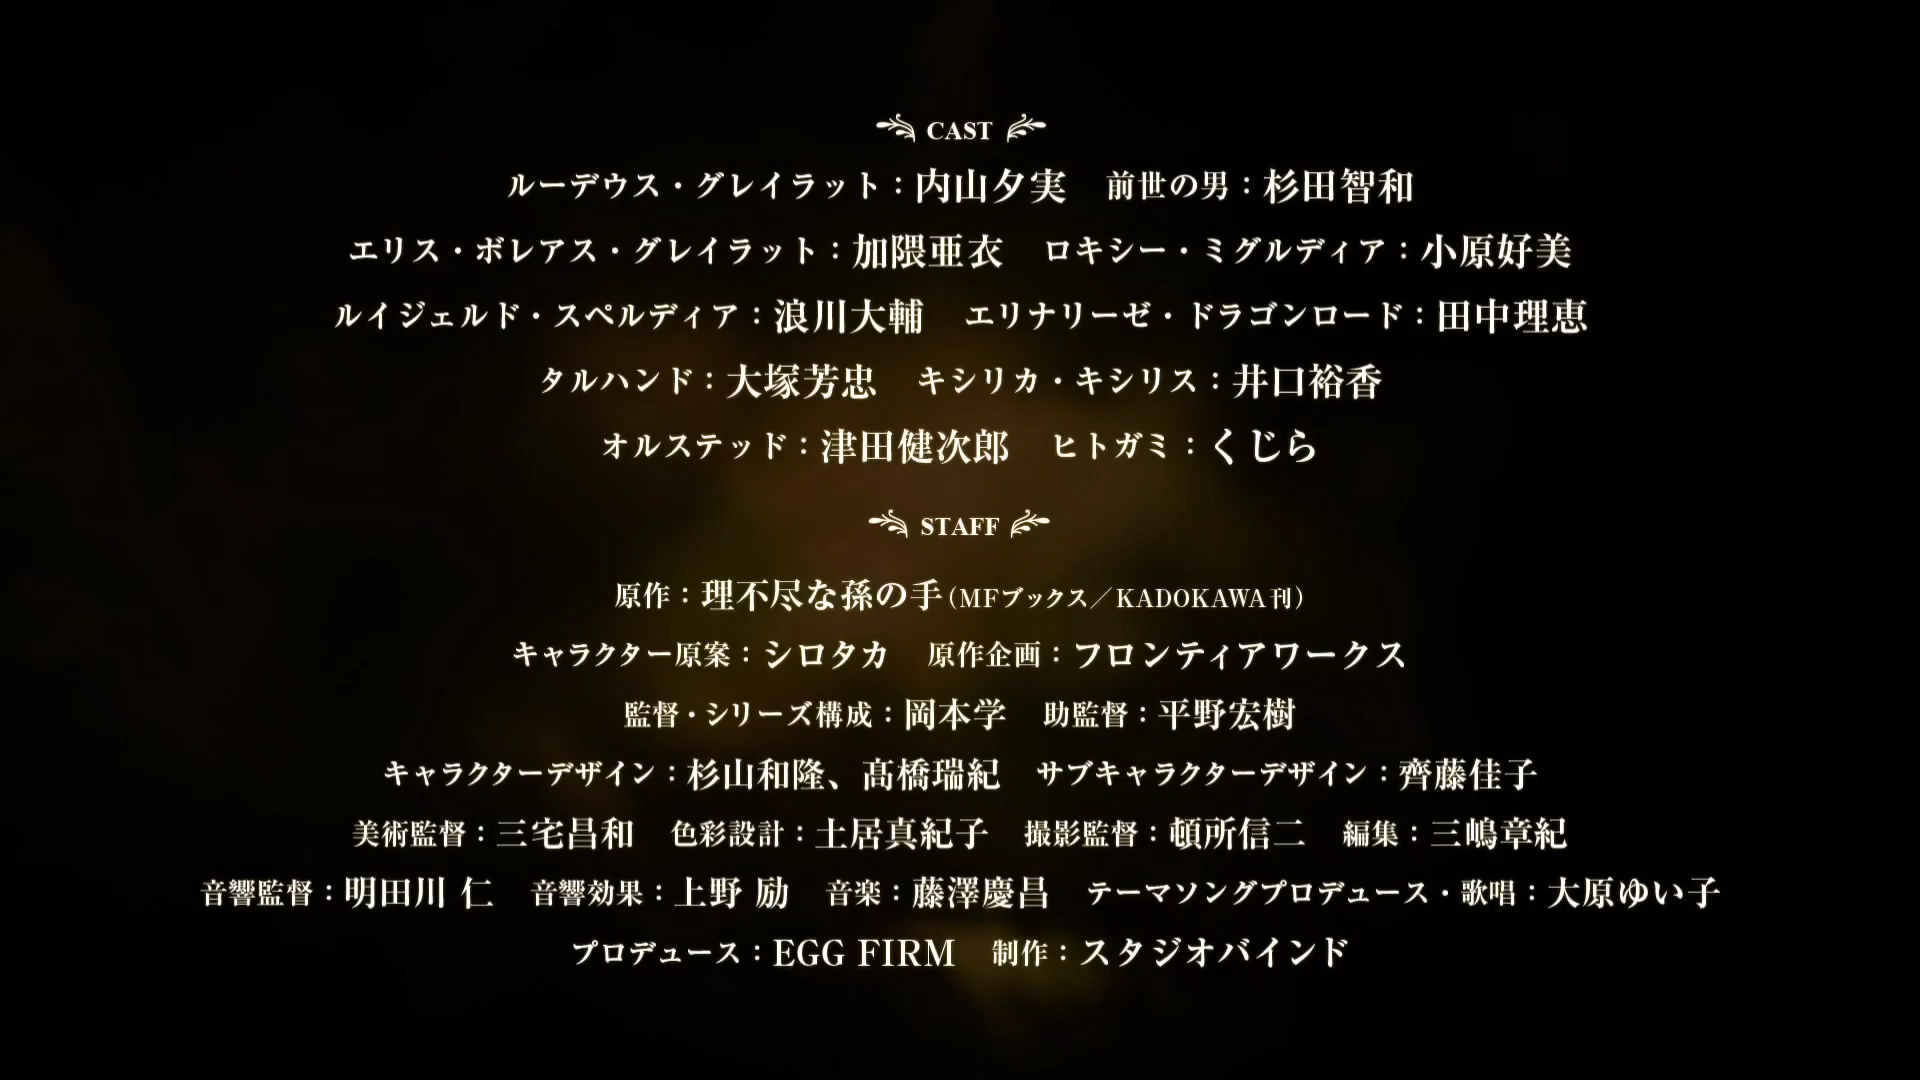 CAST
ルーデウス・グレイラット：内山夕実　前世の男：杉田智和
エリス・ボレアス・グレイラット：加隈亜衣　ロキシー・ミグルディア：小原好美
ルイジェルド・スペルディア：浪川大輔　エリナリーゼ・ドラゴンロード：田中理恵
タルハンド：大塚芳忠　キシリカ・キシリス：井口裕香
オルステッド：津田健次郎　ヒトガミ：くじら
STAFF
原作：理不尽な孫の手（MFブックス／KADOKAWA刊）
キャラクター原案：シロタカ　原作企画：フロンティアワークス
監督・シリーズ構成：岡本学　助監督：平野宏樹
キャラクターデザイン：杉山和隆、髙橋瑞紀　サブキャラクターデザイン：齊藤佳子
美術監督：三宅昌和　色彩設計：土居真紀子　撮影監督：頓所信二　編集：三嶋章紀
音響監督：明田川 仁　音響効果：上野 励　音楽：藤澤慶昌　テーマソングプロデュース・歌唱：大原ゆい子
プロデュース：EGG FIRM　制作：スタジオバインド